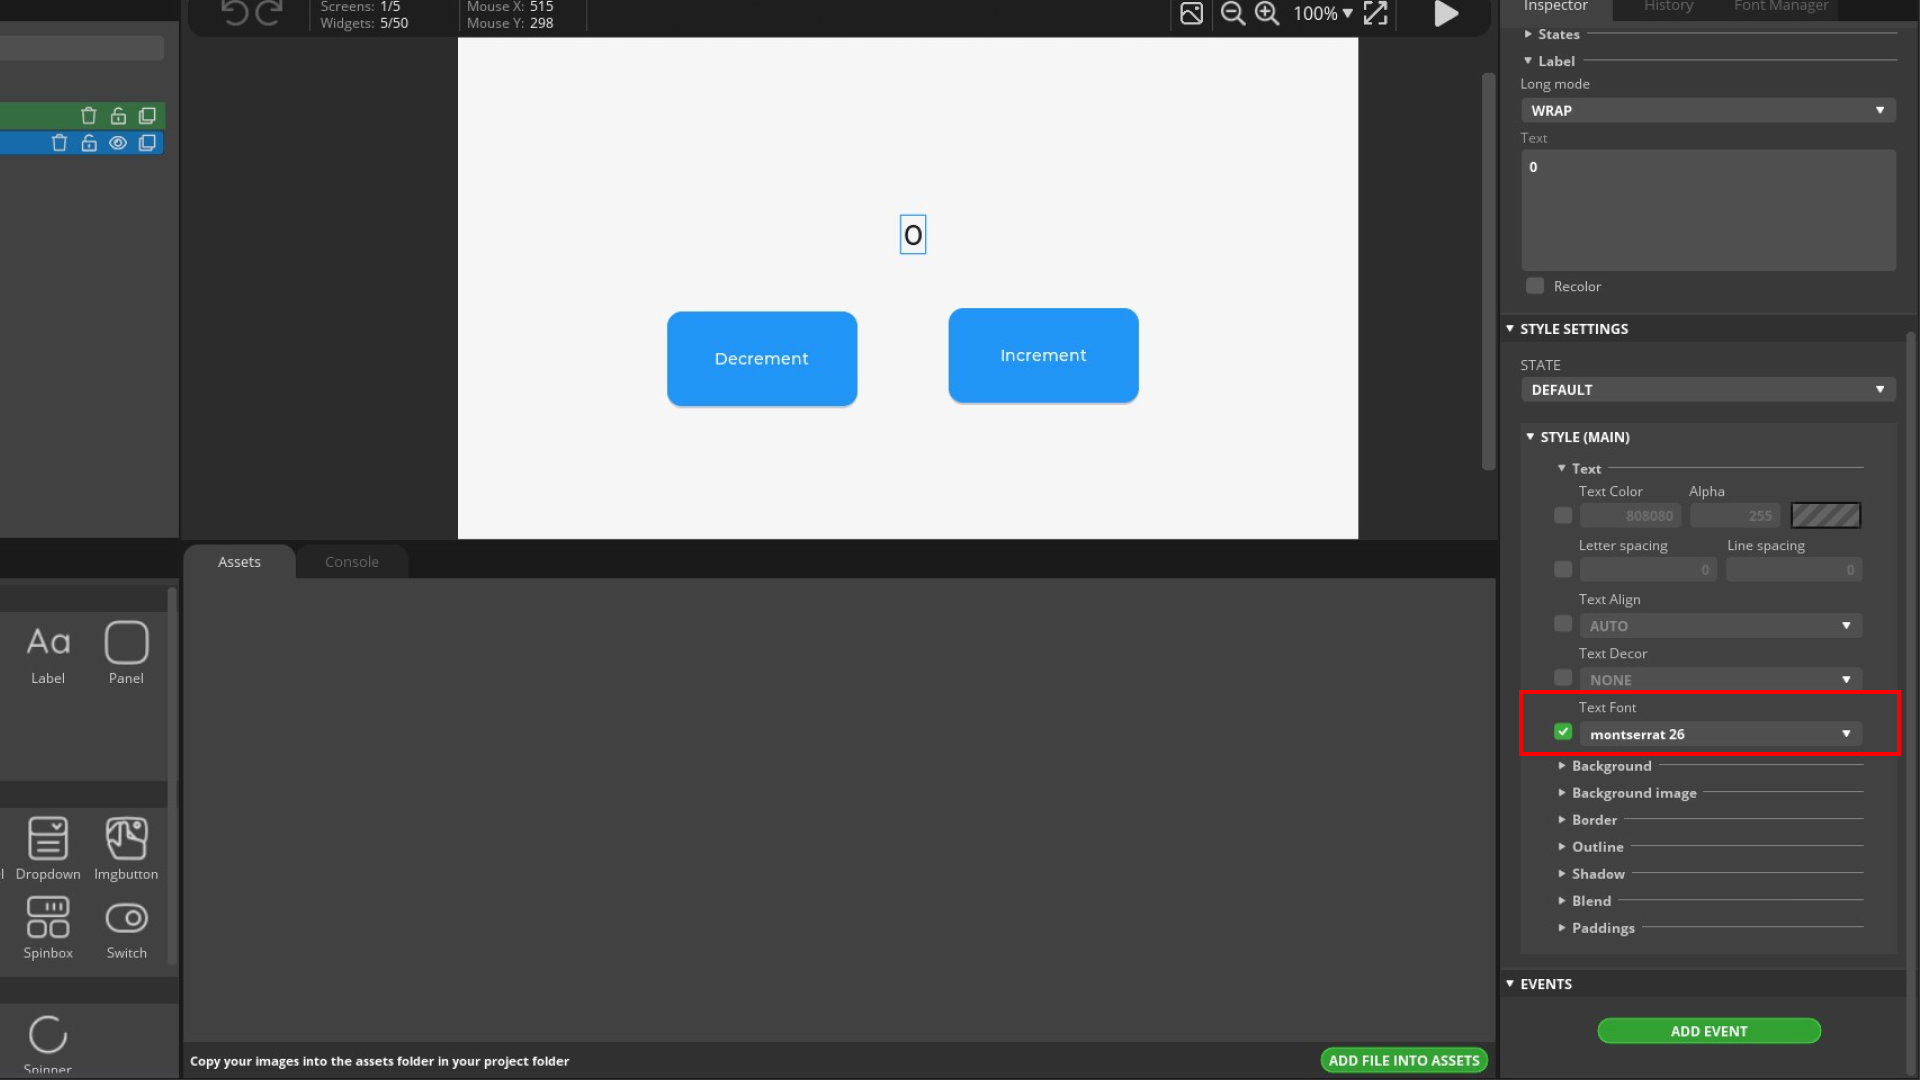 Screens: 1/5
Widgets: 5/50
Mouse X: 515
Mouse Y: 298
100%
Inspector
History
Font Manager
States
Label
Long mode
WRAP
Text
0
Recolor
STYLE SETTINGS
STATE
DEFAULT
STYLE (MAIN)
Text
Text Color
Alpha
808080
255
Letter spacing
Line spacing
0
0
Text Align
AUTO
Text Decor
NONE
Text Font
montserrat 26
Background
Background image
Border
Outline
Shadow
Blend
Paddings
EVENTS
ADD EVENT
0
Decrement
Increment
Assets
Console
Aa
Label
Panel
Dropdown
Imgbutton
Spinbox
Switch
Spinner
Copy your images into the assets folder in your project folder
ADD FILE INTO ASSETS